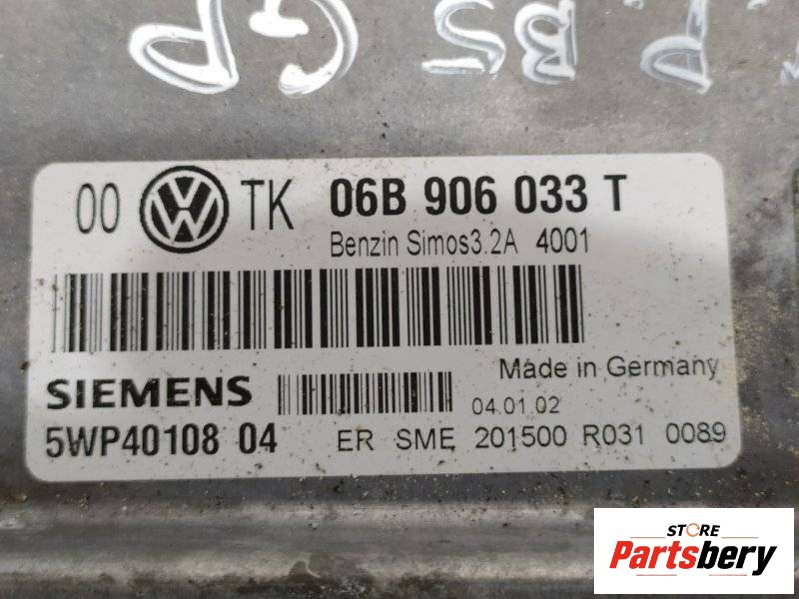 P.P B5 GP
00 VW TK 06B 906 033 T
Benzin Simos3.2A 4001
Made in Germany
SIEMENS
04.01.02
5WP40108 04 ER SME 201500 R031 0089
STORE
Partsbery